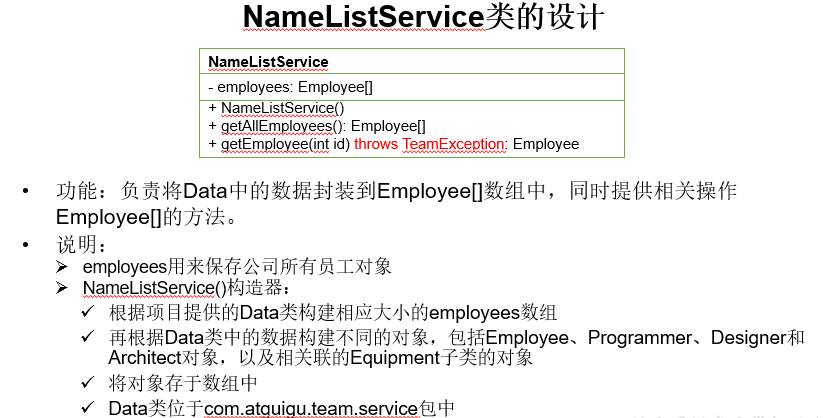 NameListService类的设计
NameListService
- employees: Employee[]
+ NameListService()
+ getAllEmployees(): Employee[]
+ getEmployee(int id) throws TeamException: Employee
• 功能：负责将Data中的数据封装到Employee[]数组中，同时提供相关操作
Employee[]的方法。
• 说明：
➢ employees用来保存公司所有员工对象
➢ NameListService()构造器：
✓ 根据项目提供的Data类构建相应大小的employees数组
✓ 再根据Data类中的数据构建不同的对象，包括Employee、Programmer、Designer和
Architect对象，以及相关联的Equipment子类的对象
✓ 将对象存于数组中
✓ Data类位于com.atguigu.team.service包中